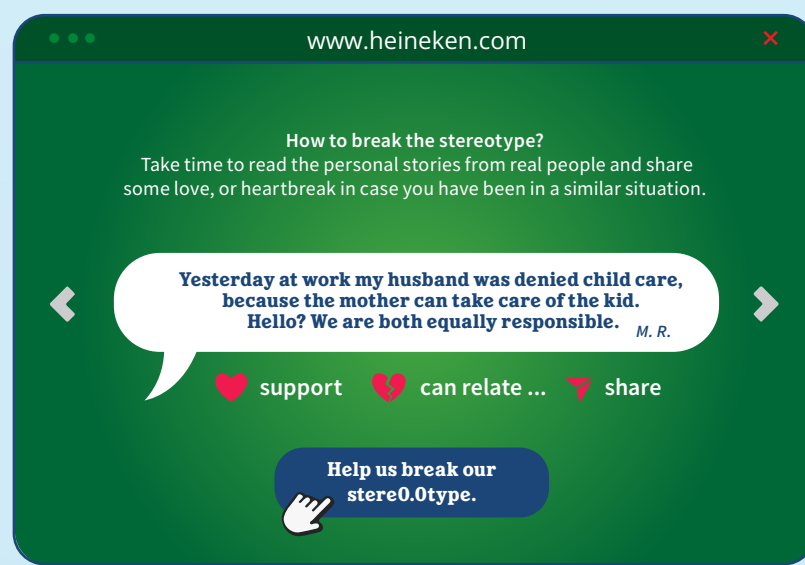 www.heineken.com
How to break the stereotype?
Take time to read the personal stories from real people and share
some love, or heartbreak in case you have been in a similar situation.
Yesterday at work my husband was denied child care,
because the mother can take care of the kid.
Hello? We are both equally responsible.
M. R.
support
can relate ...
share
Help us break our
stere0.0type.